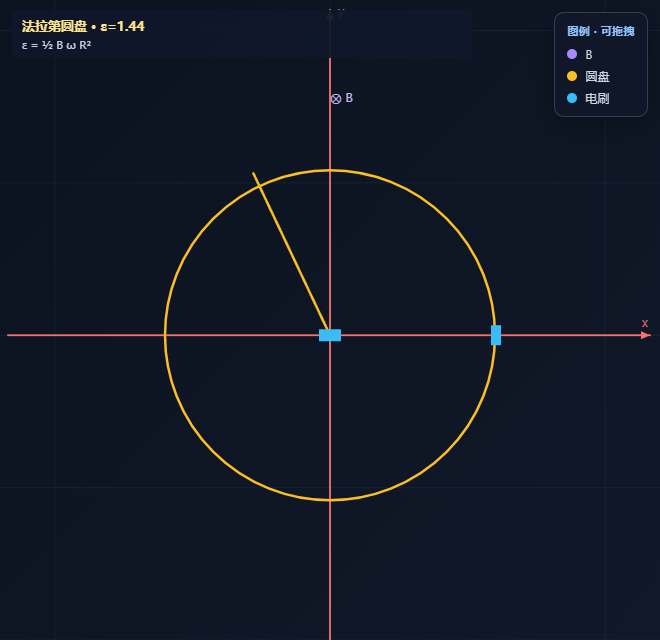 法拉第圆盘 • ε=1.44
ε = ½ B ω R²
图例 · 可拖拽
B
圆盘
电刷
⊗ B
x